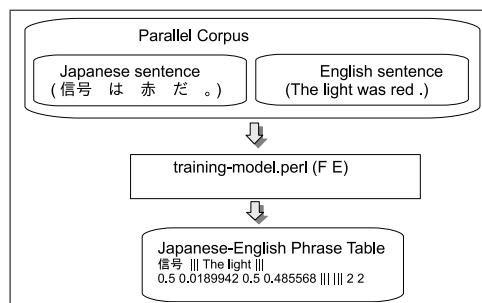 Parallel Corpus
Japanese sentence
(信号 は 赤 だ 。)
English sentence
(The light was red .)
training-model.perl (F E)
Japanese-English Phrase Table
信号 ||| The light |||
0.5 0.0189942 0.5 0.485568 ||| ||| 2 2